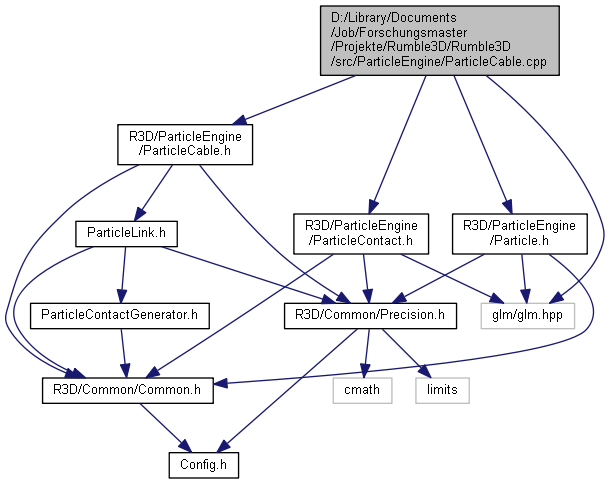 D:/Library/Documents
/Job/Forschungsmaster
/Projekte/Rumble3D/Rumble3D
/src/ParticleEngine/ParticleCable.cpp
R3D/ParticleEngine
/ParticleCable.h
ParticleLink.h
R3D/ParticleEngine
/ParticleContact.h
R3D/ParticleEngine
/Particle.h
ParticleContactGenerator.h
R3D/Common/Precision.h
glm/glm.hpp
R3D/Common/Common.h
cmath
limits
Config.h